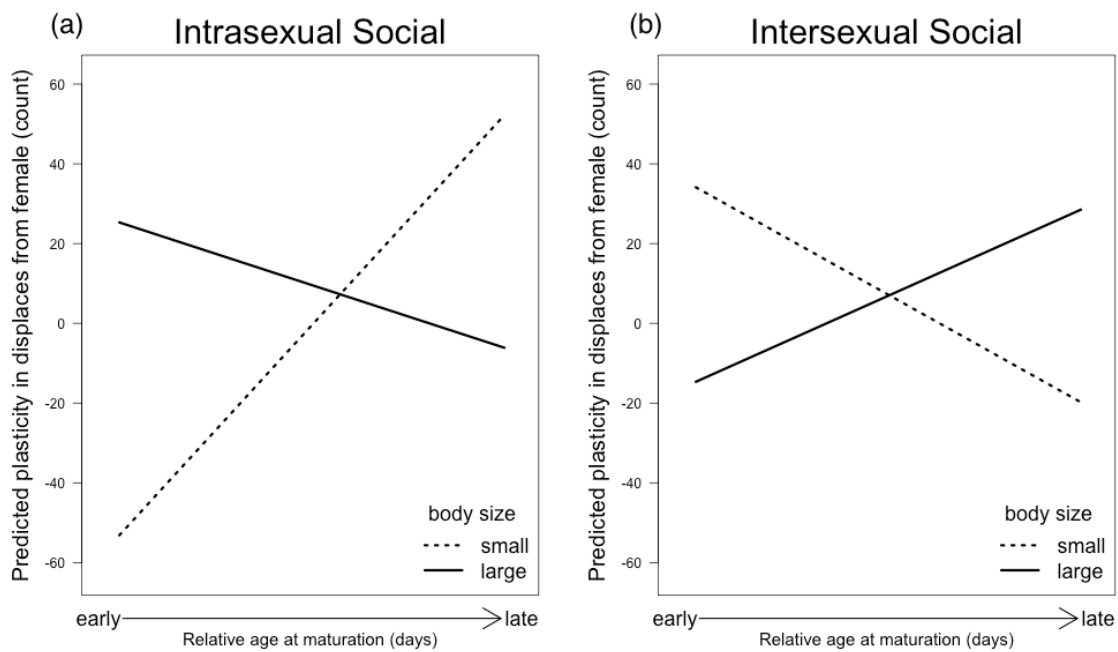 (a)
Intrasexual Social
Predicted plasticity in displaces from female (count)
60
40
20
0
-20
-40
-60
body size
small
large
early
late
Relative age at maturation (days)
(b)
Intersexual Social
Predicted plasticity in displaces from female (count)
60
40
20
0
-20
-40
-60
body size
small
large
early
late
Relative age at maturation (days)